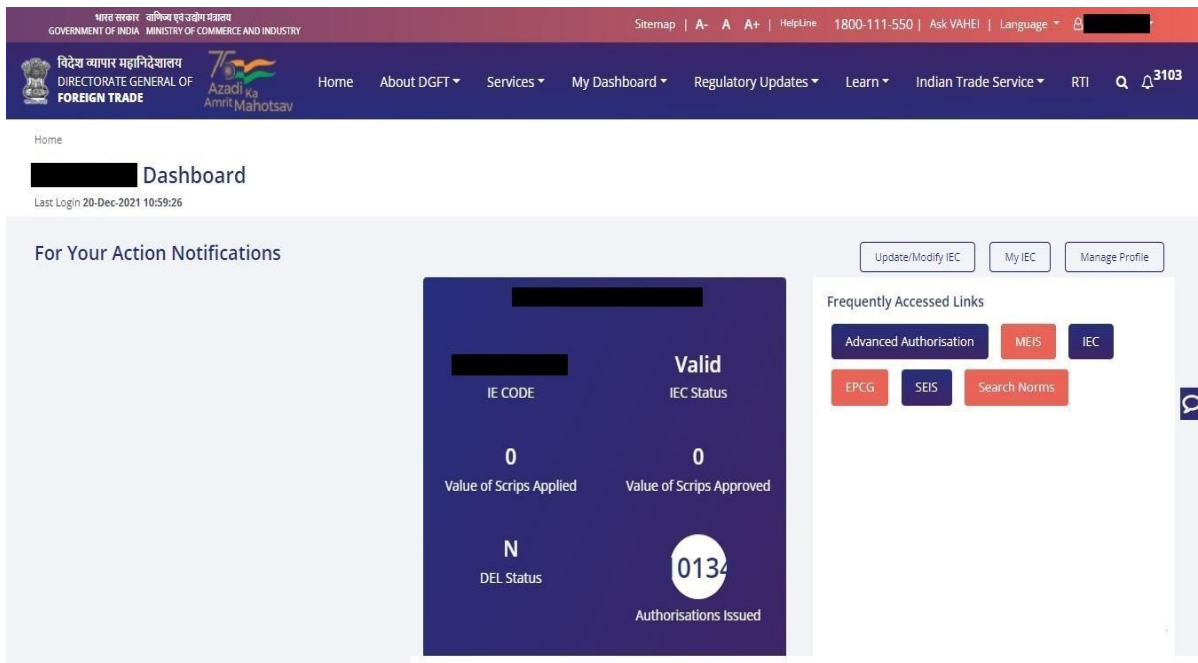 भारत सरकार वाणिज्य एवं उद्योग मंत्रालय
GOVERNMENT OF INDIA MINISTRY OF COMMERCE AND INDUSTRY
Sitemap | A- A A+ | HelpLine 1800-111-550 | Ask VAHEI | Language
विदेश व्यापार महानिदेशालय
DIRECTORATE GENERAL OF
FOREIGN TRADE
75
Azadi Ka
Amrit Mahotsav
Home About DGFT Services My Dashboard Regulatory Updates Learn Indian Trade Service RTI 3103
Home
Dashboard
Last Login 20-Dec-2021 10:59:26
For Your Action Notifications
Update/Modify IEC My IEC Manage Profile
IE CODE
Valid
IEC Status
0
Value of Scrips Applied
0
Value of Scrips Approved
N
DEL Status
Authorisations Issued
Frequently Accessed Links
Advanced Authorisation MEIS IEC
EPCG SEIS Search Norms